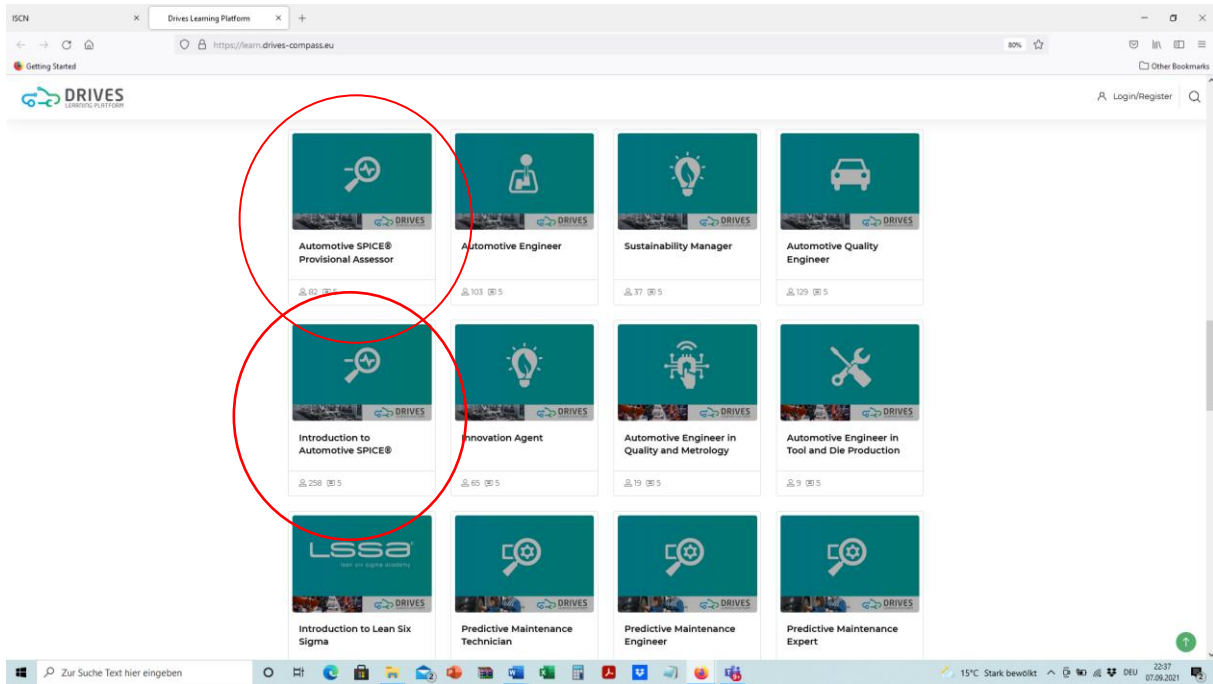 ISCN
Drives Learning Platform
https://learn.drives-compass.eu
80%
Getting Started
Other Bookmarks
DRIVES
LEARNING PLATFORM
Login/Register
DRIVES
DRIVES
DRIVES
DRIVES
Automotive SPICE®
Provisional Assessor
Automotive Engineer
Sustainability Manager
Automotive Quality
Engineer
82 5
103 5
37 5
129 5
DRIVES
DRIVES
DRIVES
DRIVES
Introduction to
Automotive SPICE®
Innovation Agent
Automotive Engineer in
Quality and Metrology
Automotive Engineer in
Tool and Die Production
258 5
65 5
19 5
9 5
LSSa
lean six sigma academy
DRIVES
DRIVES
DRIVES
DRIVES
Introduction to Lean Six
Sigma
Predictive Maintenance
Technician
Predictive Maintenance
Engineer
Predictive Maintenance
Expert
Zur Suche Text hier eingeben
15°C Stark bewölkt
DEU
22:37
07.09.2021